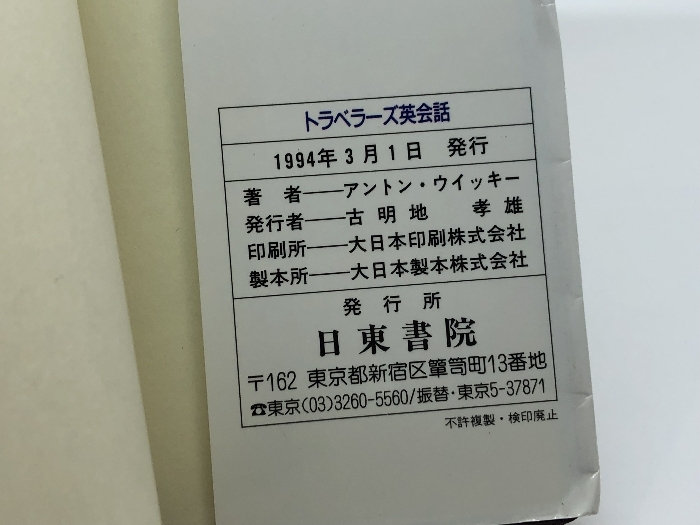 トラベラーズ英会話
1994年3月1日 発行
著者――アントン・ウイッキー
発行者――古明地 孝雄
印刷所――大日本印刷株式会社
製本所――大日本製本株式会社
発行所
日東書院
〒162 東京都新宿区簞笥町13番地
☎東京(03)3260-5560/振替・東京5-37871
不許複製・検印廃止